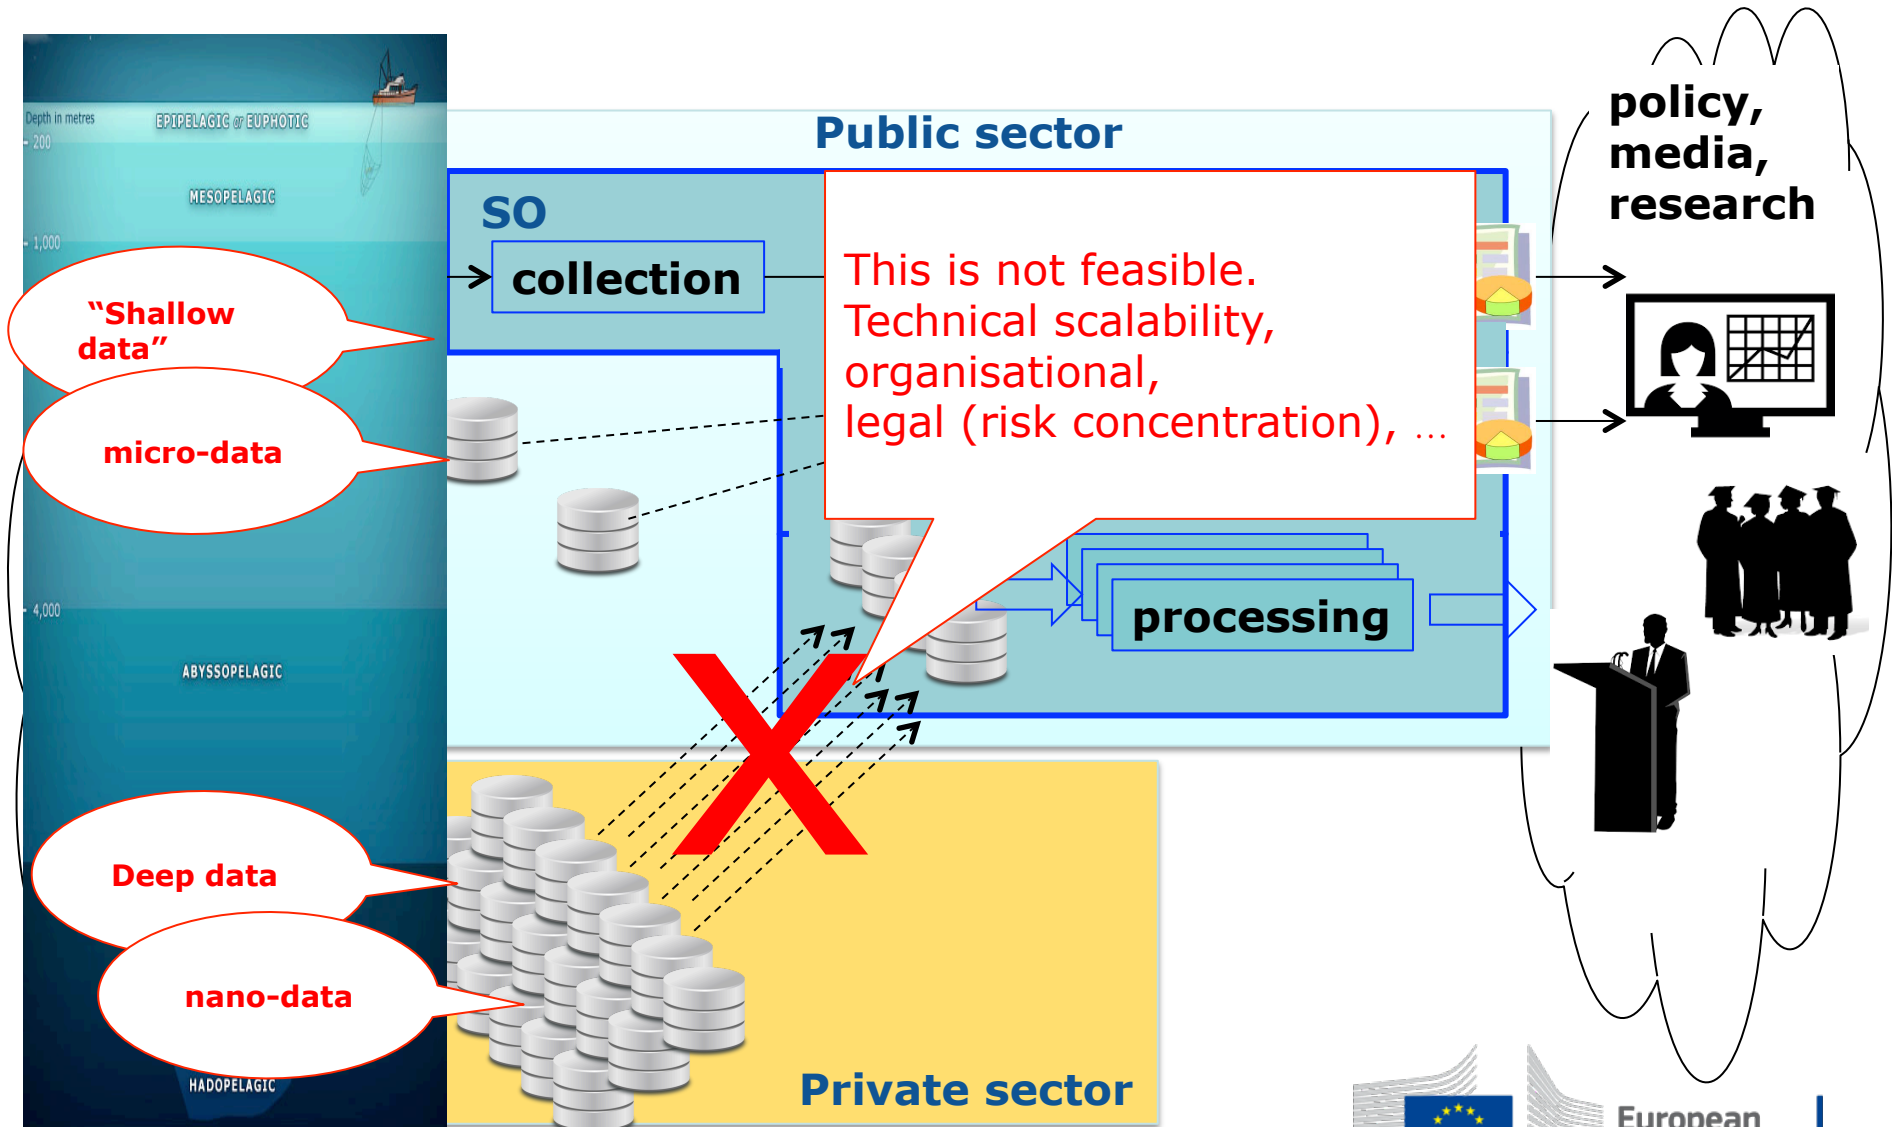 Depth in metres
EPIPELAGIC or EUPHOTIC
200
MESOPELAGIC
1,000
“Shallow
data”
micro-data
4,000
ABYSSOPELAGIC
Deep data
nano-data
HADOPELAGIC
Public sector
SO
collection
This is not feasible.
Technical scalability,
organisational,
legal (risk concentration), ...
processing
Private sector
policy,
media,
research
European